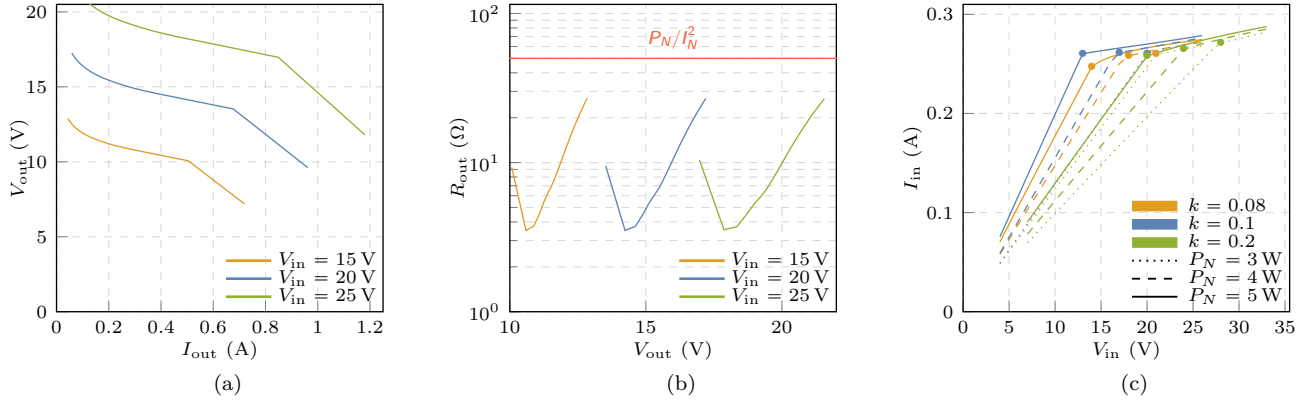 20
15
10
5
0
0
0.2
0.4
0.6
0.8
1
1.2
V_out (V)
I_out (A)
V_in = 15 V
V_in = 20 V
V_in = 25 V
(a)
10^2
10^1
10^0
10
15
20
R_out (Ω)
V_out (V)
P_N/I_N^2
V_in = 15 V
V_in = 20 V
V_in = 25 V
(b)
0.3
0.2
0.1
0
0
5
10
15
20
25
30
35
I_in (A)
V_in (V)
k = 0.08
k = 0.1
k = 0.2
P_N = 3 W
P_N = 4 W
P_N = 5 W
(c)